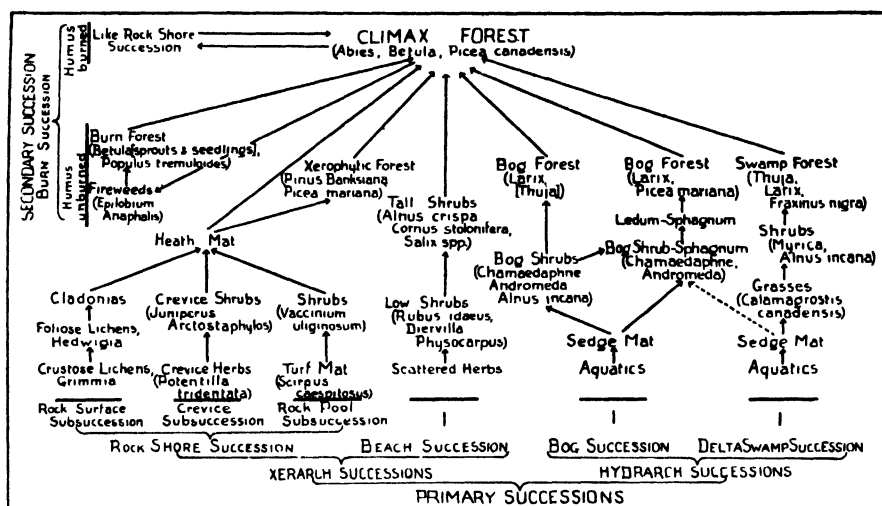 CLIMAX FOREST
(Abies, Betula, Picea canadensis)
Like Rock Shore
Succession
Humus
burned
SECONDARY SUCCESSION
BURN SUCCESSION
Humus
unburned
Burn Forest
(Betula[sprouts & seedlings],
Populus tremuloides)
Fireweeds
(Epilobium
Anaphalis)
Xerophytic Forest
(Pinus Banksiana
Picea mariana)
Heath Mat
Tall Shrubs
(Alnus crispa
Cornus stolonifera,
Salix spp.)
Bog Forest
(Larix,
[Thuja])
Bog Forest
(Larix,
Picea mariana)
Swamp Forest
(Thuja,
Larix,
Fraxinus nigra)
Ledum-Sphagnum
Bog Shrub-Sphagnum
(Chamaedaphne,
Andromeda)
Shrubs
(Myrica,
Alnus incana)
Bog Shrubs
(Chamaedaphne
Andromeda
Alnus incana)
Grasses
(Calamagrostis
canadensis)
Cladonias
Foliose Lichens,
Hedwigia
Crustose Lichens,
Grimmia
Crevice Shrubs
(Juniperus
Arctostaphylos)
Crevice Herbs
(Potentilla
tridentata)
Shrubs
(Vaccinium
uliginosum)
Turf Mat
(Scirpus
caespitosus)
Low Shrubs
(Rubus idaeus,
Diervilla
Physocarpus)
Scattered Herbs
Sedge Mat
Aquatics
Sedge Mat
Aquatics
Rock Surface
Subsuccession
Crevice
Subsuccession
Rock Pool
Subsuccession
ROCK SHORE SUCCESSION
BEACH SUCCESSION
BOG SUCCESSION
DELTA SWAMP SUCCESSION
XERARCH SUCCESSIONS
HYDRARCH SUCCESSIONS
PRIMARY SUCCESSIONS